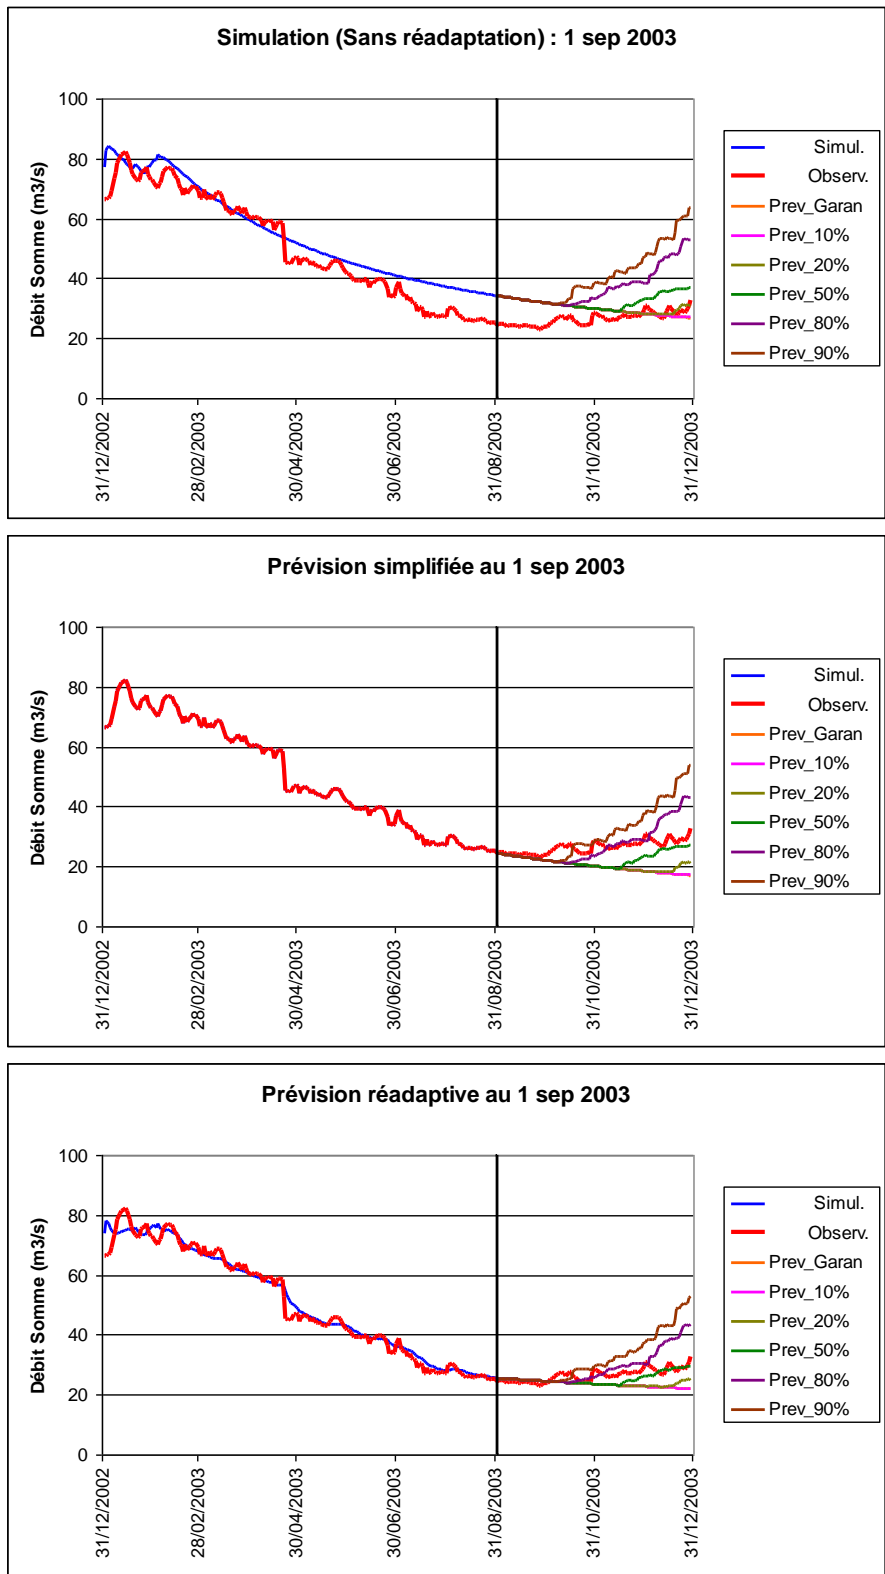 Simulation (Sans réadaptation) : 1 sep 2003
Débit Somme (m3/s)
100
80
60
40
20
0
31/12/2002
28/02/2003
30/04/2003
30/06/2003
31/08/2003
31/10/2003
31/12/2003
Simul.
Observ.
Prev_Garan
Prev_10%
Prev_20%
Prev_50%
Prev_80%
Prev_90%
Prévision simplifiée au 1 sep 2003
Débit Somme (m3/s)
100
80
60
40
20
0
31/12/2002
28/02/2003
30/04/2003
30/06/2003
31/08/2003
31/10/2003
31/12/2003
Simul.
Observ.
Prev_Garan
Prev_10%
Prev_20%
Prev_50%
Prev_80%
Prev_90%
Prévision réadaptive au 1 sep 2003
Débit Somme (m3/s)
100
80
60
40
20
0
31/12/2002
28/02/2003
30/04/2003
30/06/2003
31/08/2003
31/10/2003
31/12/2003
Simul.
Observ.
Prev_Garan
Prev_10%
Prev_20%
Prev_50%
Prev_80%
Prev_90%